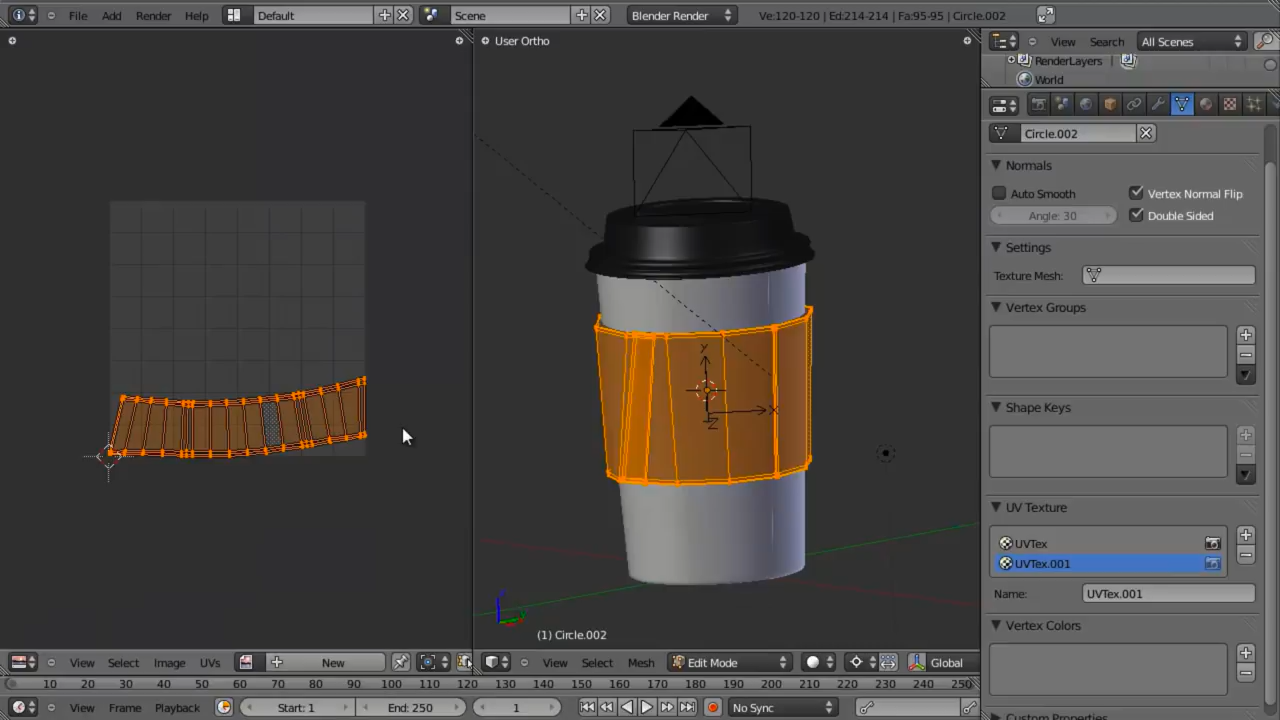 File Add Render Help Default Scene Blender Render Ve:120-120 | Ed:214-214 | Fa:95-95 | Circle.002
User Ortho
View Search All Scenes
RenderLayers
World
Circle.002
Normals
Auto Smooth Vertex Normal Flip
Angle: 30 Double Sided
Settings
Texture Mesh:
Vertex Groups
Shape Keys
UV Texture
UVTex
UVTex.001
Name: UVTex.001
Vertex Colors
Custom Properties
Y
X
Z
(1) Circle.002
View Select Image UVs New View Select Mesh Edit Mode Global
10 20 30 40 50 60 70 80 90 100 110 120 130 140 150 160 170 180 190 200 210 220 230 240 250
View Frame Playback Start: 1 End: 250 1 No Sync